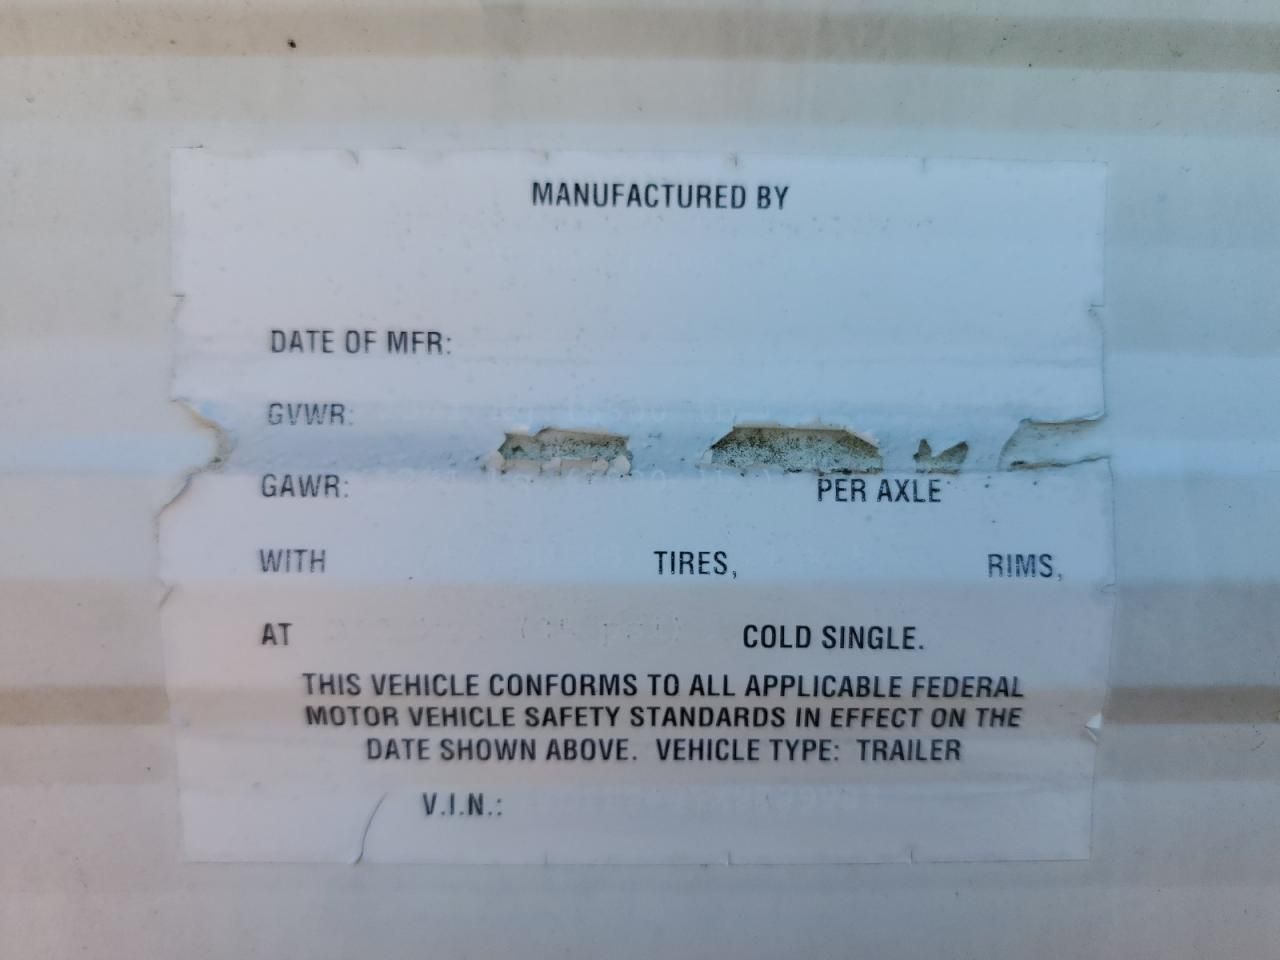 MANUFACTURED BY
DATE OF MFR:
GVWR:
GAWR: PER AXLE
WITH TIRES, RIMS,
AT COLD SINGLE.
THIS VEHICLE CONFORMS TO ALL APPLICABLE FEDERAL
MOTOR VEHICLE SAFETY STANDARDS IN EFFECT ON THE
DATE SHOWN ABOVE. VEHICLE TYPE: TRAILER
V.I.N.: